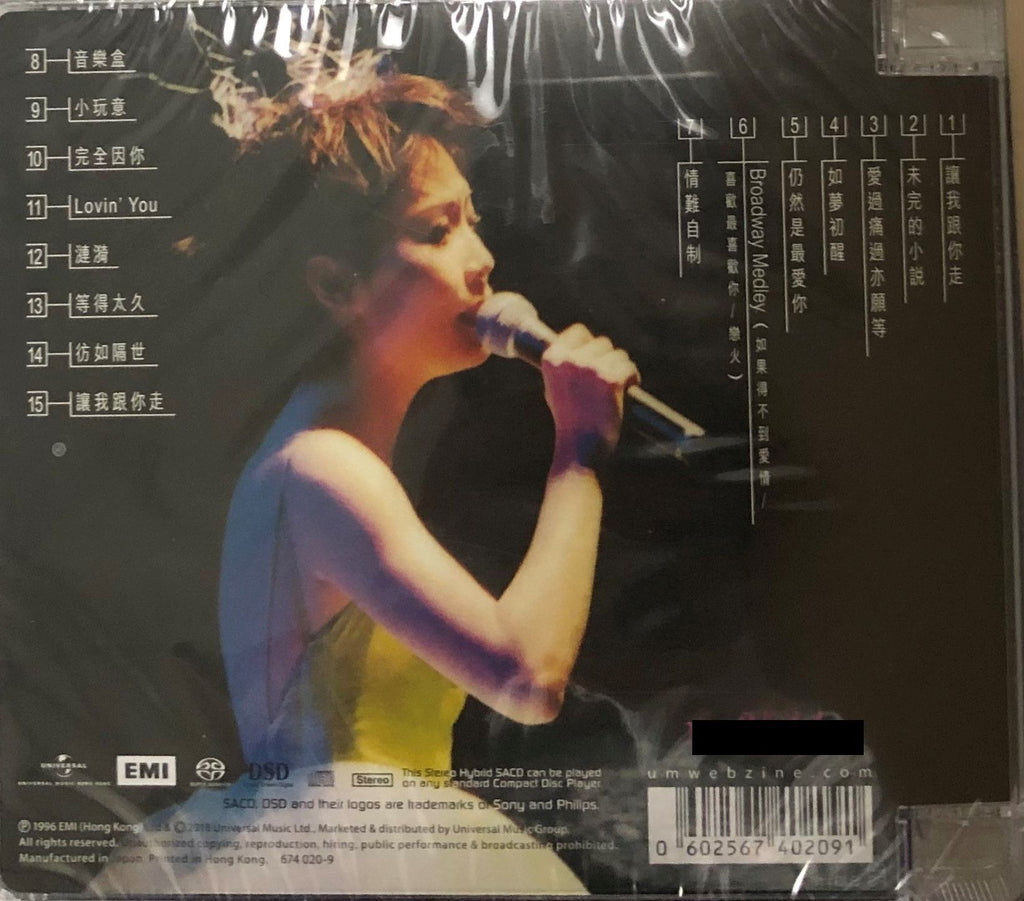 1 讓我跟你走
2 未完的小說
3 愛過痛過亦願等
4 如夢初醒
5 仍然是最愛你
6 Broadway Medley (如果得不到愛情/
喜歡最喜歡你/戀火)
7 情難自制
8 音樂盒
9 小玩意
10 完全因你
11 Lovin' You
12 漣漪
13 等得太久
14 彷如隔世
15 讓我跟你走
UNIVERSAL
UNIVERSAL MUSIC HONG KONG
EMI
DSD
Stereo
This Stereo Hybrid SACD can be played
on any standard Compact Disc Player
SACD, DSD and their logos are trademarks of Sony and Philips.
Ⓟ 1996 EMI (Hong Kong) Ltd & © 2018 Universal Music Ltd., Marketed & distributed by Universal Music Group.
All rights reserved. Unauthorized copying, reproduction, hiring, public performance & broadcasting prohibited.
Manufactured in Japan. Printed in Hong Kong. 674 020-9
umwebzine.com
0 602567 402091